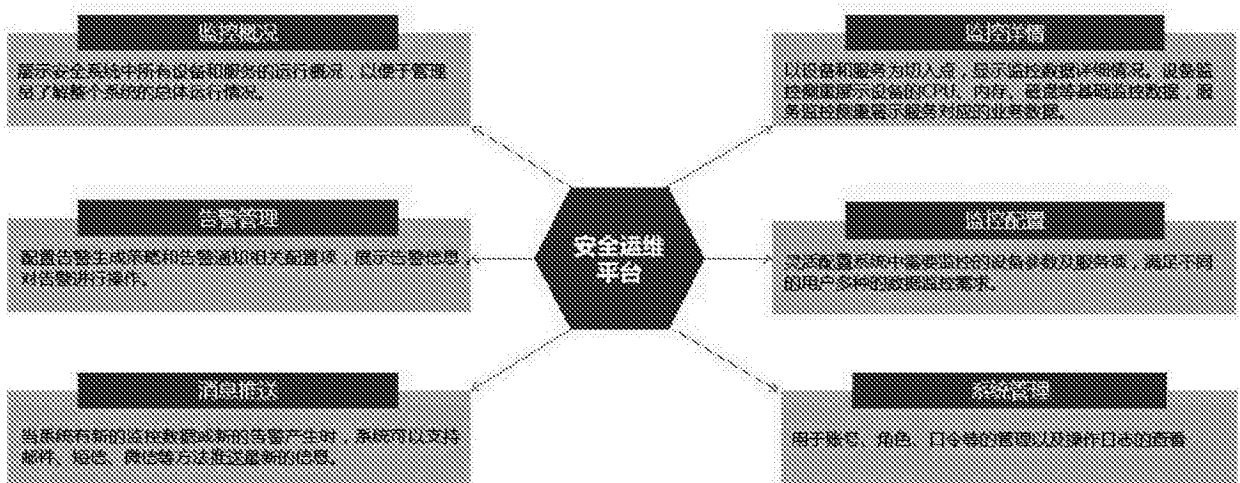 监控概况
展示安全系统中所有设备和服务的运行概况，以便于管理
员了解整个系统的总体运行情况。
监控详情
以设备和服务为切入点，显示监控数据详细情况。设备监
控侧重展示设备的CPU、内存、磁盘等基础监控数据，服
务监控侧重展示服务对应的业务数据。
告警管理
配置告警生成策略和告警通知相关配置项，展示告警信息，
对告警进行操作。
安全运维
平台
监控配置
灵活配置系统中需要监控的设备参数及服务项，满足不同
的用户多种的数据监控需求。
消息推送
当系统有新的监控数据或新的告警产生时，系统可以支持
邮件、短信、微信等方法推送最新的信息。
系统管理
用于账号、角色、口令等的管理以及操作日志的查看